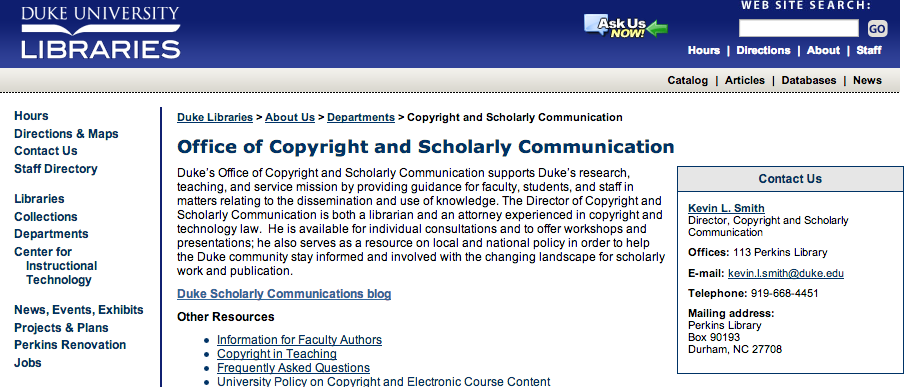 DUKE UNIVERSITY
LIBRARIES
Ask Us
NOW!
WEB SITE SEARCH:
GO
Hours | Directions | About | Staff
Catalog | Articles | Databases | News
Hours
Directions & Maps
Contact Us
Staff Directory
Libraries
Collections
Departments
Center for
Instructional
Technology
News, Events, Exhibits
Projects & Plans
Perkins Renovation
Jobs
Duke Libraries > About Us > Departments > Copyright and Scholarly Communication
Office of Copyright and Scholarly Communication
Duke's Office of Copyright and Scholarly Communication supports Duke's research,
teaching, and service mission by providing guidance for faculty, students, and staff in
matters relating to the dissemination and use of knowledge. The Director of Copyright and
Scholarly Communication is both a librarian and an attorney experienced in copyright and
technology law. He is available for individual consultations and to offer workshops and
presentations; he also serves as a resource on local and national policy in order to help
the Duke community stay informed and involved with the changing landscape for scholarly
work and publication.
Duke Scholarly Communications blog
Other Resources
Information for Faculty Authors
Copyright in Teaching
Frequently Asked Questions
University Policy on Copyright and Electronic Course Content
Contact Us
Kevin L. Smith
Director, Copyright and Scholarly
Communication
Offices: 113 Perkins Library
E-mail: kevin.l.smith@duke.edu
Telephone: 919-668-4451
Mailing address:
Perkins Library
Box 90193
Durham, NC 27708